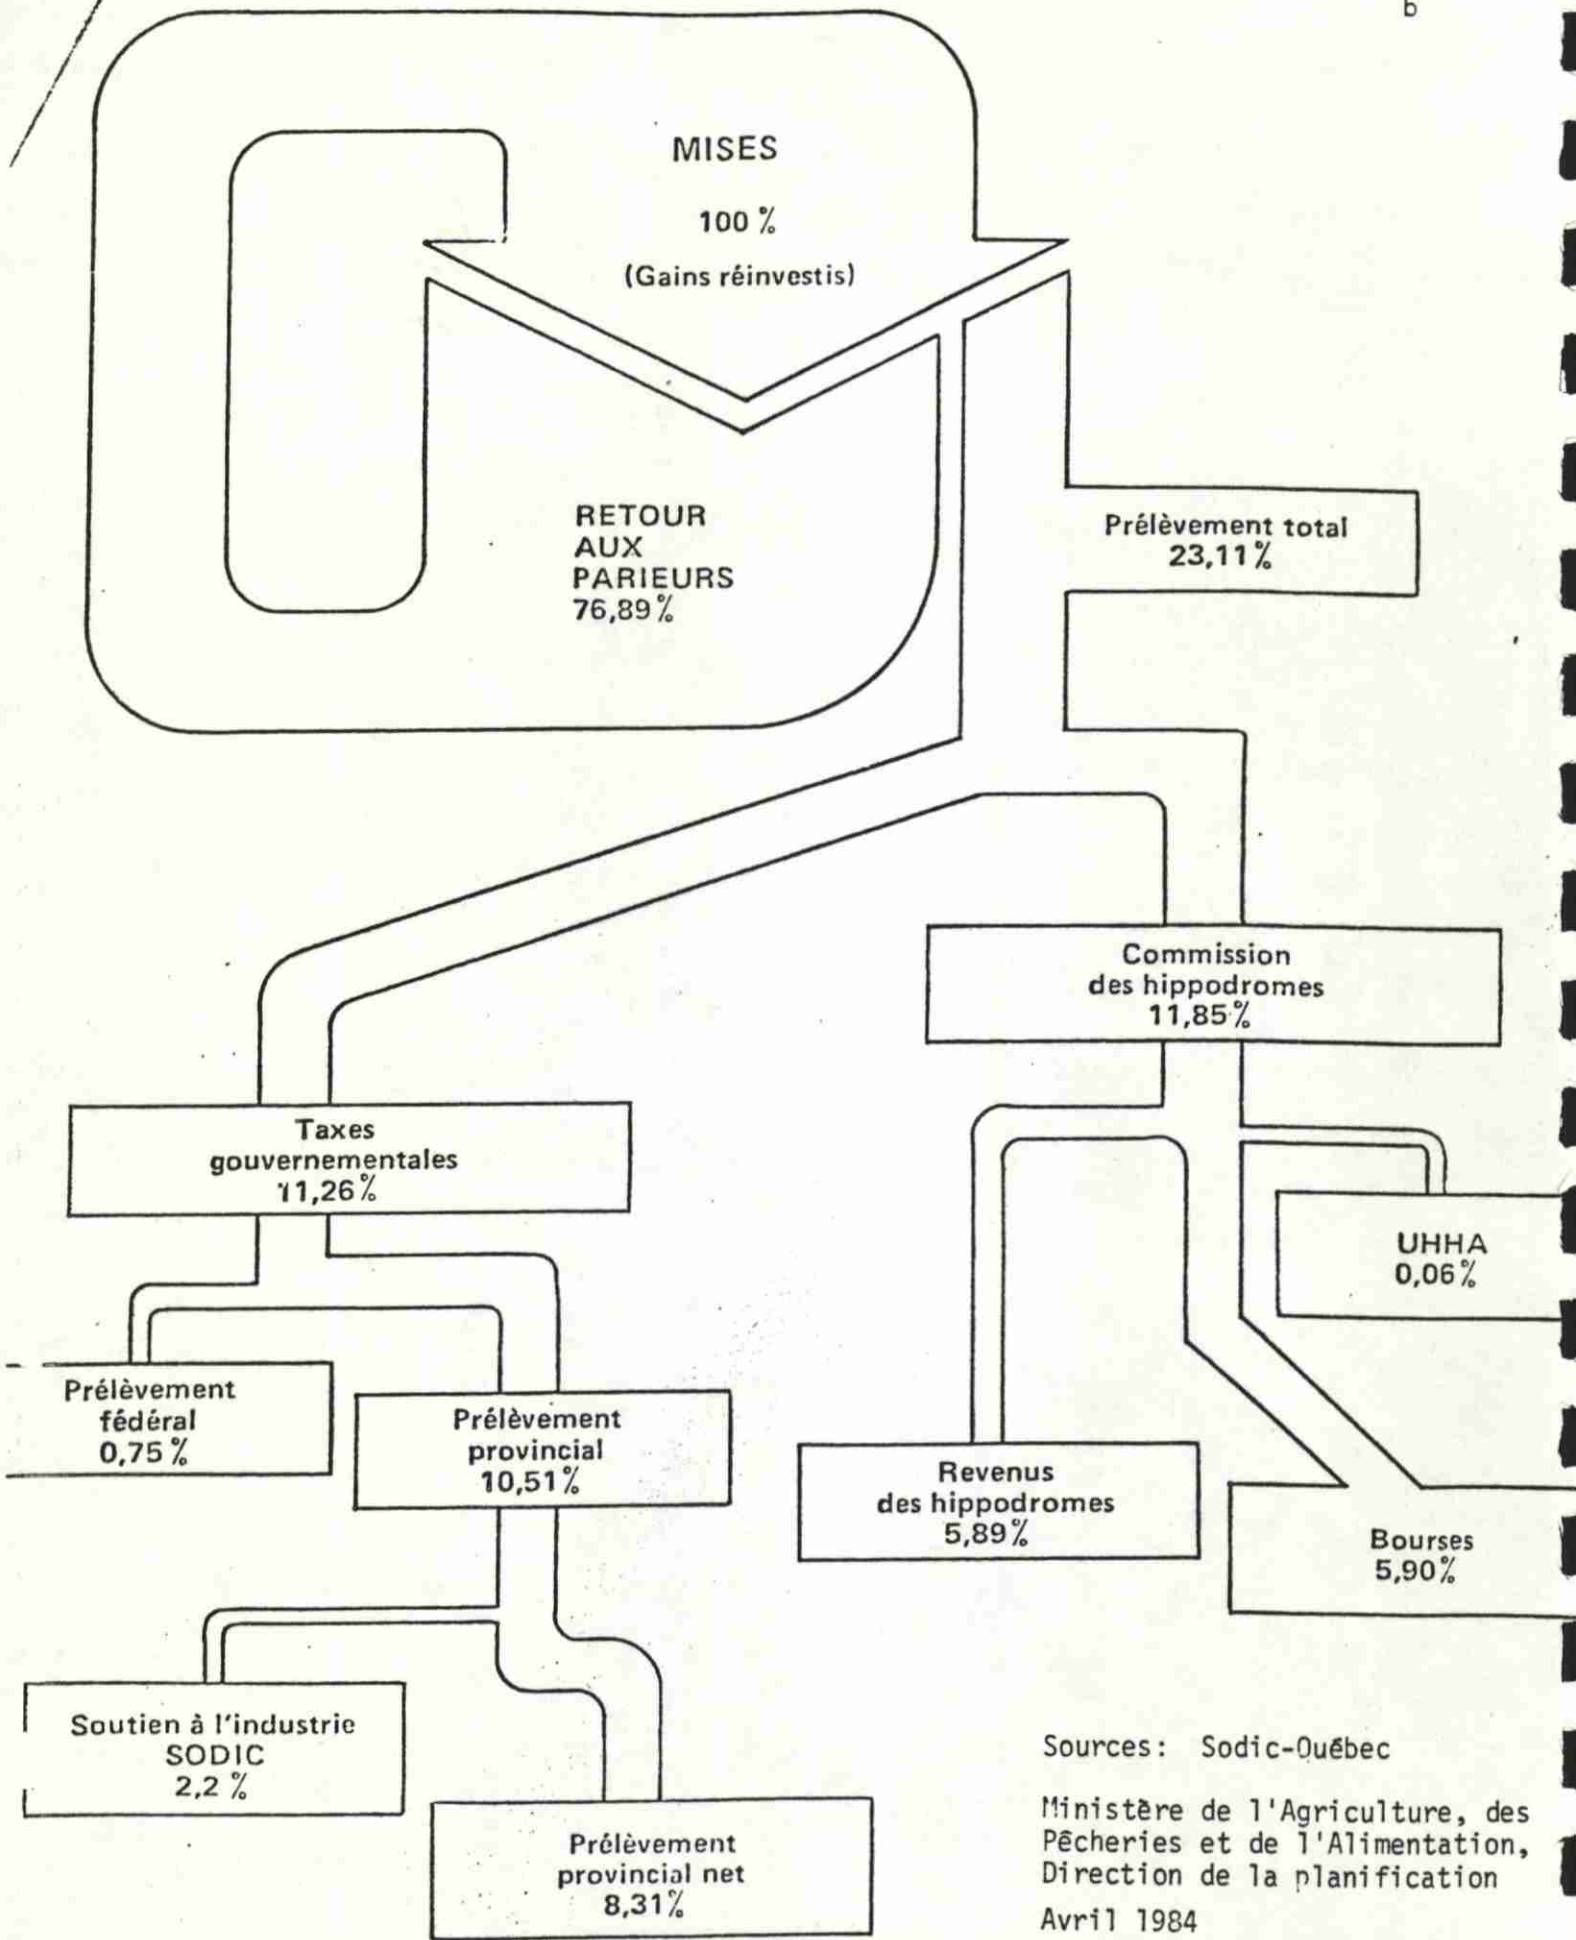 b
MISES
100 %
(Gains réinvestis)
RETOUR
AUX
PARIEURS
76,89 %
Prélèvement total
23,11 %
Commission
des hippodromes
11,85 %
Taxes
gouvernementales
11,26 %
UHHA
0,06 %
Prélèvement
fédéral
0,75 %
Prélèvement
provincial
10,51 %
Revenus
des hippodromes
5,89 %
Bourses
5,90 %
Soutien à l'industrie
SODIC
2,2 %
Prélèvement
provincial net
8,31 %
Sources: Sodic-Québec
Ministère de l'Agriculture, des
Pêcheries et de l'Alimentation,
Direction de la planification
Avril 1984